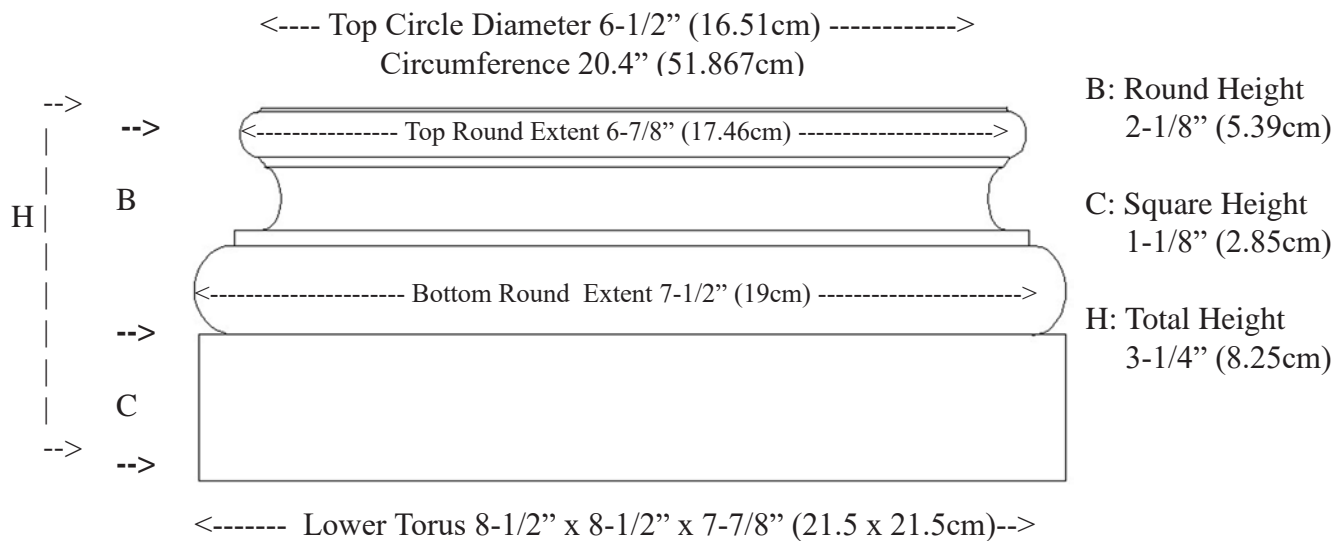 <---- Top Circle Diameter 6-1/2” (16.51cm) ------------>
Circumference 20.4” (51.867cm)
B: Round Height
2-1/8” (5.39cm)
<---------------- Top Round Extent 6-7/8” (17.46cm) ------------------------>
B
H
C: Square Height
1-1/8” (2.85cm)
<--------------------- Bottom Round  Extent 7-1/2” (19cm) ---------------------->
H: Total Height
3-1/4” (8.25cm)
C
<------- Lower Torus 8-1/2” x 8-1/2” x 7-7/8” (21.5 x 21.5cm)-->